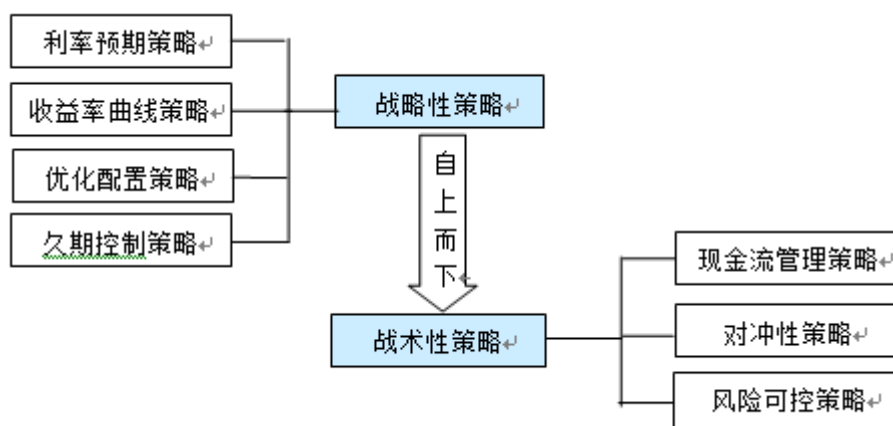 利率预期策略
收益率曲线策略
优化配置策略
久期控制策略
战略性策略
自
上
而
下
战术性策略
现金流管理策略
对冲性策略
风险可控策略